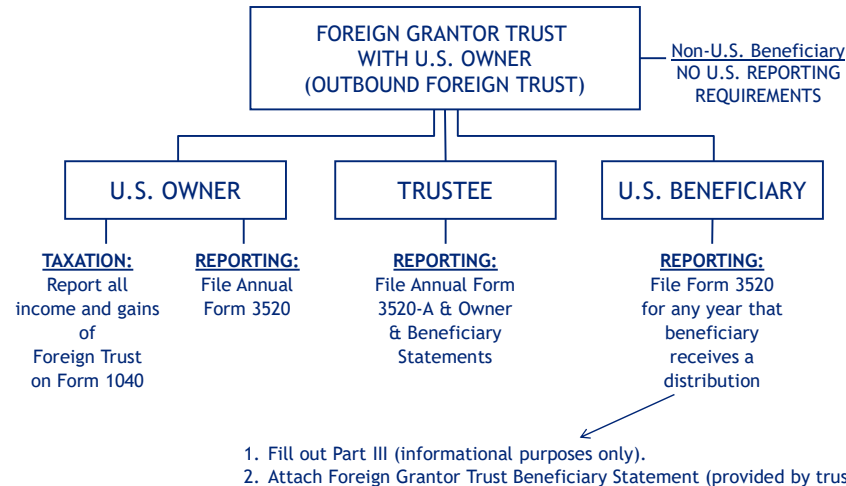 FOREIGN GRANTOR TRUST
WITH U.S. OWNER
(OUTBOUND FOREIGN TRUST)
Non-U.S. Beneficiary
NO U.S. REPORTING
REQUIREMENTS
U.S. OWNER
TRUSTEE
U.S. BENEFICIARY
TAXATION:
Report all
income and gains
of
Foreign Trust
on Form 1040
REPORTING:
File Annual
Form 3520
REPORTING:
File Annual Form
3520-A & Owner
& Beneficiary
Statements
REPORTING:
File Form 3520
for any year that
beneficiary
receives a
distribution
1. Fill out Part III (informational purposes only).
2. Attach Foreign Grantor Trust Beneficiary Statement (provided by trus